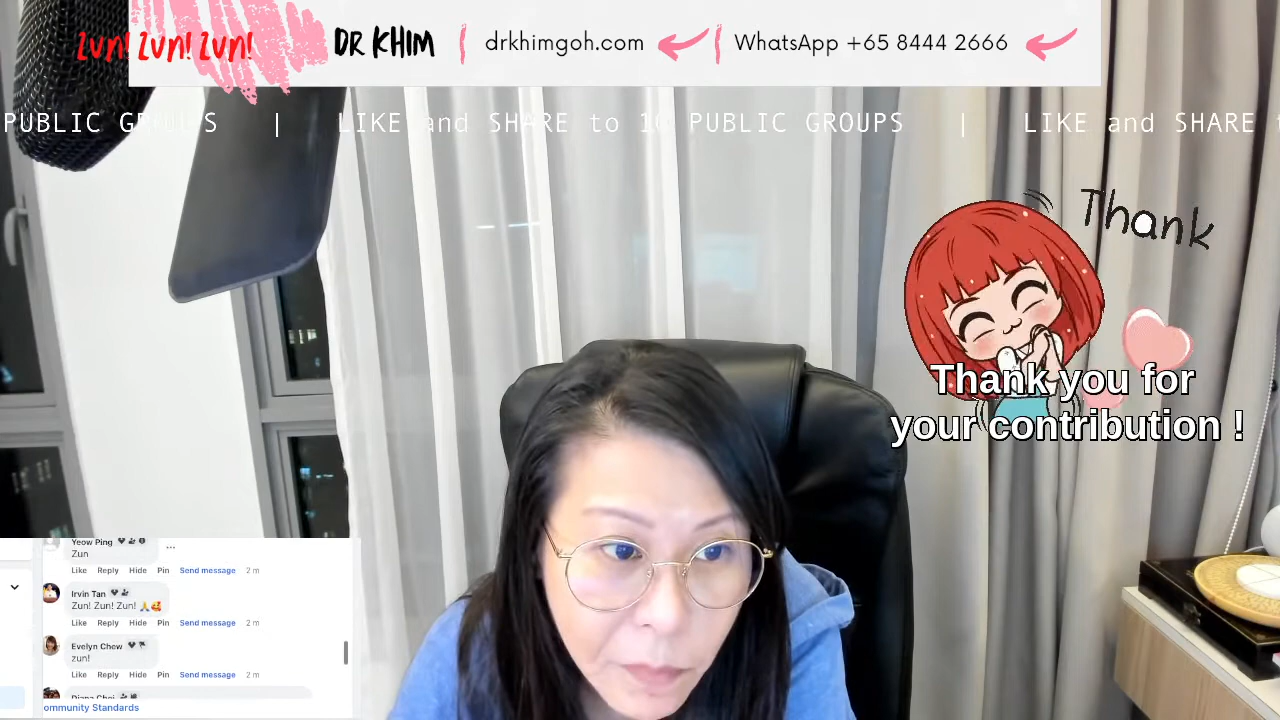 Zun! Zun! Zun! DR KHIM drkhimgoh.com WhatsApp +65 8444 2666
PUBLIC GROUPS | LIKE and SHARE to 10 PUBLIC GROUPS | LIKE and SHARE
Thank
Thank you for
your contribution !
Yeow Ping
Zun
Like Reply Hide Pin Send message 2 m
Irvin Tan
Zun! Zun! Zun! 🙏🥰
Like Reply Hide Pin Send message 2 m
Evelyn Chew
zun!
Like Reply Hide Pin Send message 2 m
ommunity Standards